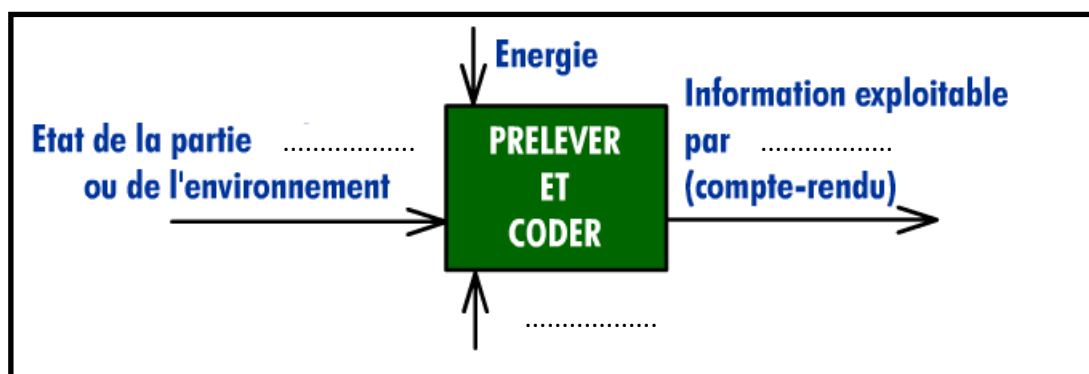 Energie
Etat de la partie ..................
ou de l'environnement
PRELEVER
ET
CODER
Information exploitable
par ..................
(compte-rendu)
..................